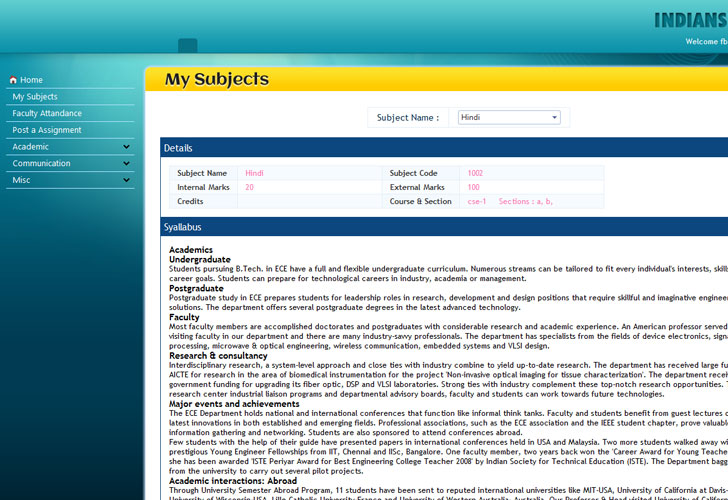 INDIANS
Welcome fb
Home
My Subjects
Faculty Attandance
Post a Assignment
Academic
Communication
Misc
My Subjects
Subject Name : Hindi
Details
Subject Name Hindi Subject Code 1002
Internal Marks 20 External Marks 100
Credits Course & Section cse-1 Sections : a, b,
Syallabus
Academics
Undergraduate
Students pursuing B.Tech. in ECE have a full and flexible undergraduate curriculum. Numerous streams can be tailored to fit every individual's interests, skills
career goals. Students can prepare for technological careers in industry, academia or management.
Postgraduate
Postgraduate study in ECE prepares students for leadership roles in research, development and design positions that require skillful and imaginative engineer
solutions. The department offers several postgraduate degrees in the latest advanced technology.
Faculty
Most faculty members are accomplished doctorates and postgraduates with considerable research and academic experience. An American professor served
visiting faculty in our department and there are many industry-savvy professionals. The department has specialists from the fields of device electronics, signa
processing, microwave & optical engineering, wireless communication, embedded systems and VLSI design.
Research & consultancy
Interdisciplinary research, a system-level approach and close ties with industry combine to yield up-to-date research. The department has received large fu
AICTE for research in the area of biomedical instrumentation for the project 'Non-invasive optical imaging for tissue characterization'. The department recei
government funding for upgrading its fiber optic, DSP and VLSI laboratories. Strong ties with industry complement these top-notch research opportunities. T
research center industrial liaison programs and departmental advisory boards, faculty and students can work towards future technologies.
Major events and achievements
The ECE Department holds national and international conferences that function like informal think tanks. Faculty and students benefit from guest lectures o
latest innovations in both established and emerging fields. Professional associations, such as the ECE association and the IEEE student chapter, prove valuabl
information gathering and networking. Students are also sponsored to attend conferences abroad.
Few students with the help of their guide have presented papers in international conferences held in USA and Malaysia. Two more students walked away wi
prestigious Young Engineer Fellowships from IIT, Chennai and IISc, Bangalore. One faculty member, two years back won the 'Career Award for Young Teache
she has been awarded 'ISTE Periyar Award for Best Engineering College Teacher 2008' by Indian Society for Technical Education (ISTE). The Department bagg
from the university to carry out several pilot projects.
Academic interactions: Abroad
Through University Semester Abroad Program, 11 students have been sent to reputed international universities like MIT-USA, University of California at Davis